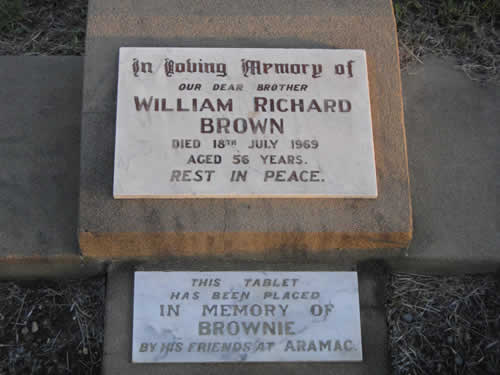 In Loving Memory of
OUR DEAR BROTHER
WILLIAM RICHARD
BROWN
DIED 18TH JULY 1969
AGED 56 YEARS.
REST IN PEACE.
THIS TABLET
HAS BEEN PLACED
IN MEMORY OF
BROWNIE
BY HIS FRIENDS AT ARAMAC.